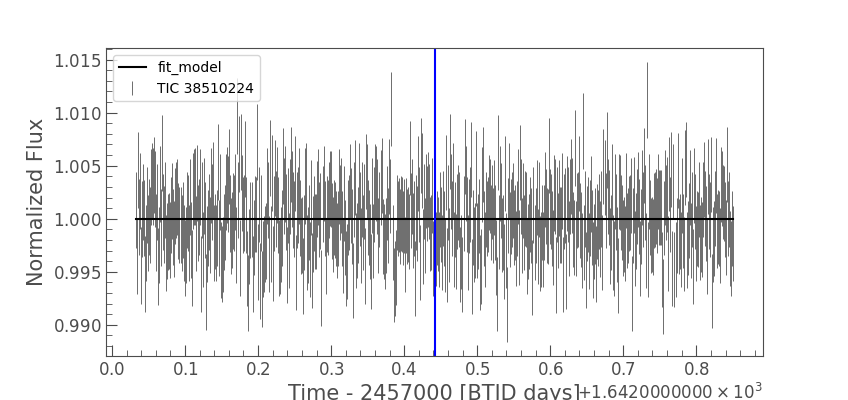 1.015
1.010
1.005
1.000
0.995
0.990
Normalized Flux
fit_model
TIC 38510224
0.0 0.1 0.2 0.3 0.4 0.5 0.6 0.7 0.8
Time - 2457000 [BTJD days]
+1.6420000000 × 10³